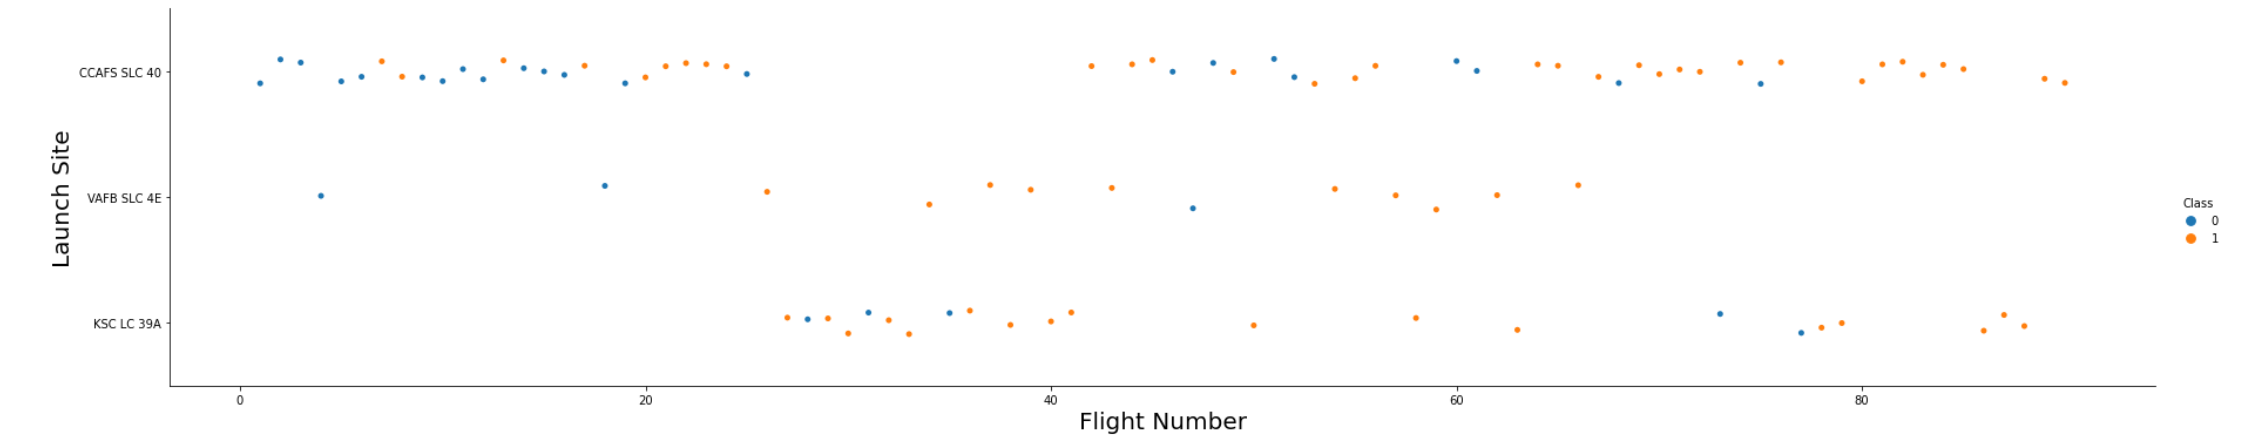 CCAFS SLC 40
VAFB SLC 4E
KSC LC 39A
Launch Site
0 20 40 60 80
Flight Number
Class
0
1